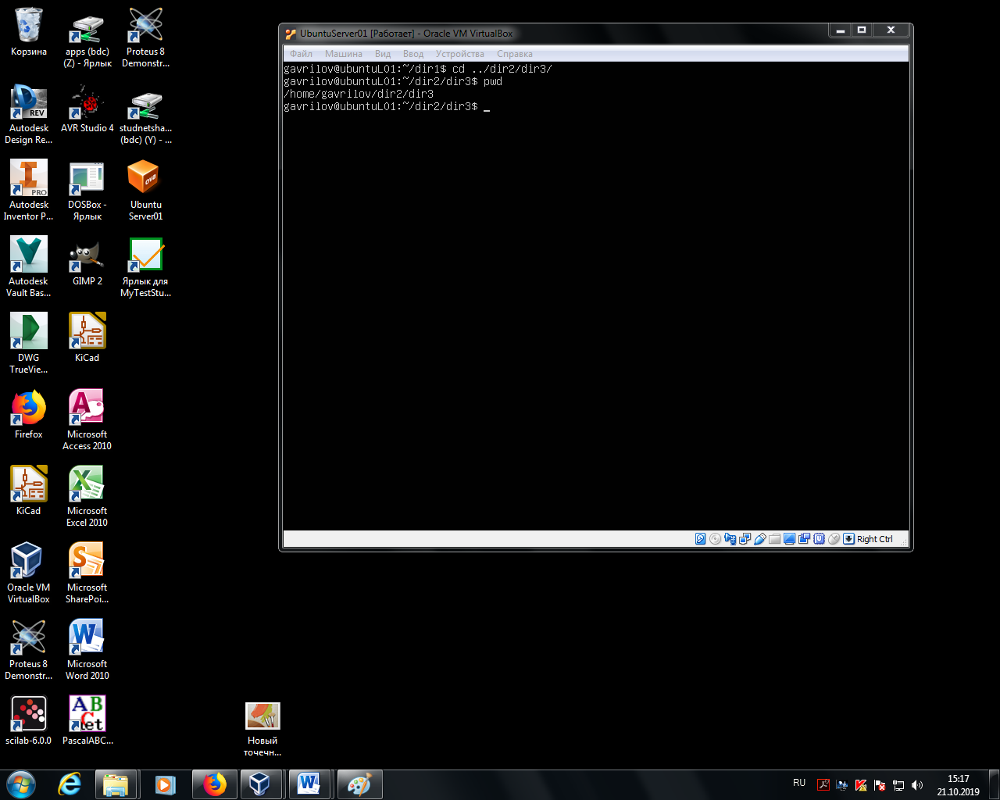 Корзина
apps (bdc)
(Z) - Ярлык
Proteus 8
Demonstr...
REV
Autodesk
Design Re...
AVR Studio 4
studnetsha...
(bdc) (Y) - ...
PRO
Autodesk
Inventor P...
DOSBox -
Ярлык
ova
Ubuntu
Server01
Autodesk
Vault Bas...
GIMP 2
Ярлык для
MyTestStu...
DWG
TrueVie...
KiCad
Firefox
Microsoft
Access 2010
KiCad
Microsoft
Excel 2010
Oracle VM
VirtualBox
Microsoft
SharePoi...
Proteus 8
Demonstr...
Microsoft
Word 2010
scilab-6.0.0
ABC
et
PascalABC...
Новый
точечн...
UbuntuServer01 [Работает] - Oracle VM VirtualBox
Файл Машина Вид Ввод Устройства Справка
gavrilov@ubuntuL01:~/dir1$ cd ../dir2/dir3/
gavrilov@ubuntuL01:~/dir2/dir3$ pwd
/home/gavrilov/dir2/dir3
gavrilov@ubuntuL01:~/dir2/dir3$ _
Right Ctrl
RU
15:17
21.10.2019